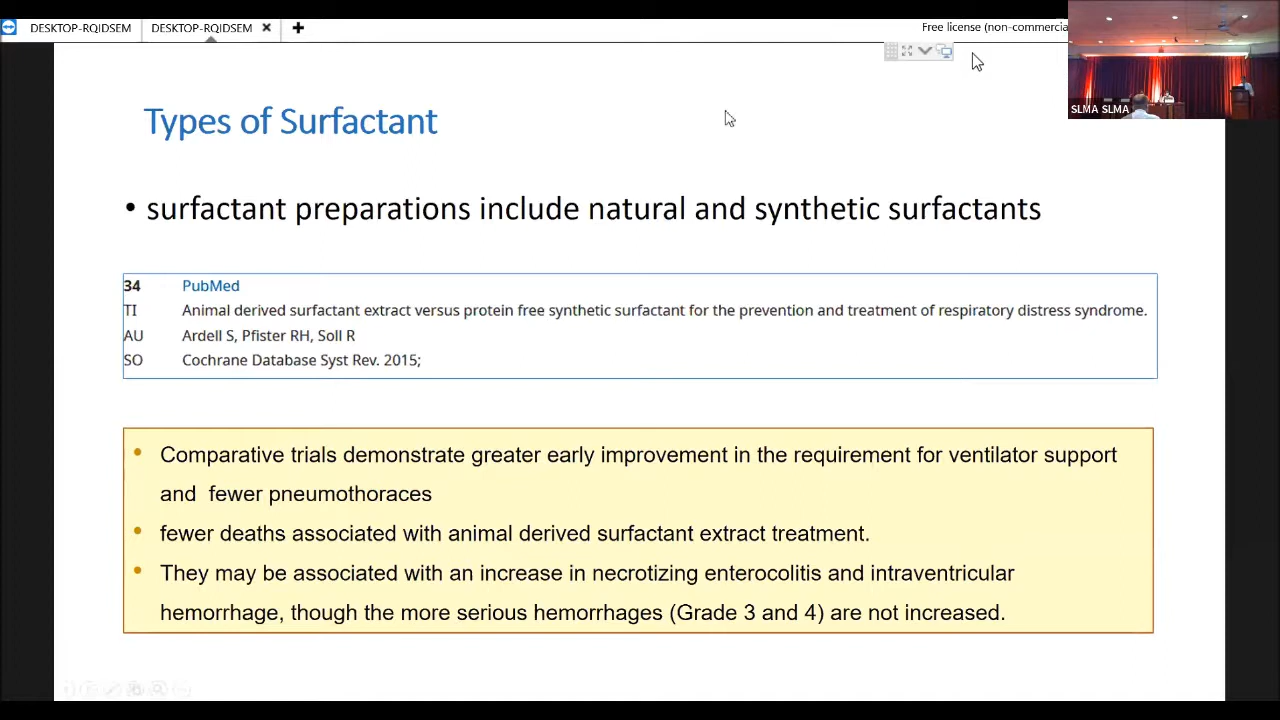 DESKTOP-RQIDSEM DESKTOP-RQIDSEM
Free license (non-commercia
SLMA SLMA
Types of Surfactant
• surfactant preparations include natural and synthetic surfactants
34 PubMed
TI Animal derived surfactant extract versus protein free synthetic surfactant for the prevention and treatment of respiratory distress syndrome.
AU Ardell S, Pfister RH, Soll R
SO Cochrane Database Syst Rev. 2015;
• Comparative trials demonstrate greater early improvement in the requirement for ventilator support
and fewer pneumothoraces
• fewer deaths associated with animal derived surfactant extract treatment.
• They may be associated with an increase in necrotizing enterocolitis and intraventricular
hemorrhage, though the more serious hemorrhages (Grade 3 and 4) are not increased.